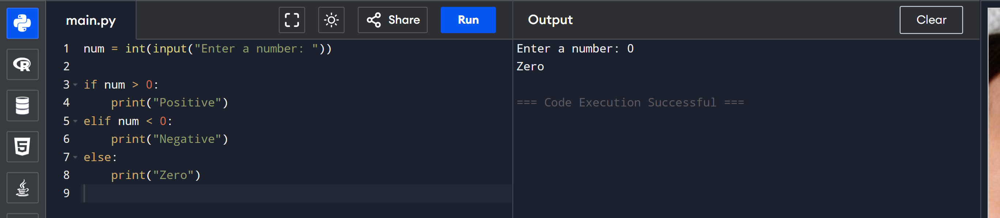 main.py
Share
Run
Output
Clear
1 num = int(input("Enter a number: "))
2
3 if num > 0:
4     print("Positive")
5 elif num < 0:
6     print("Negative")
7 else:
8     print("Zero")
9
Enter a number: 0
Zero
=== Code Execution Successful ===
R
5